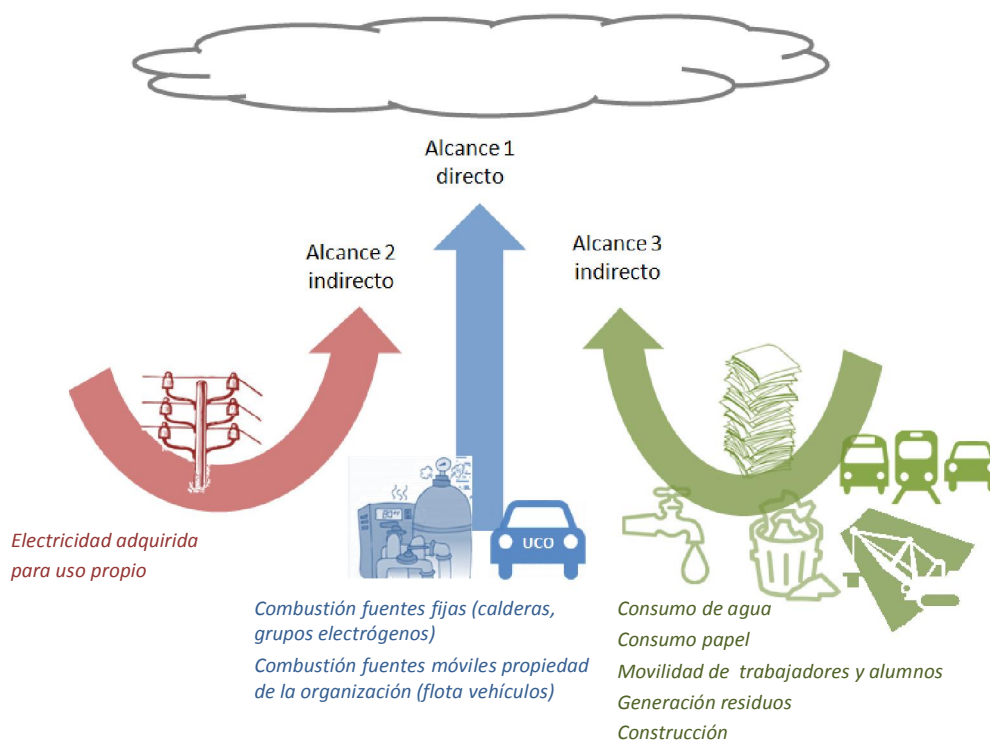 Alcance 1
directo
Alcance 2
indirecto
Alcance 3
indirecto
UCO
Electricidad adquirida
para uso propio
Combustión fuentes fijas (calderas,
grupos electrógenos)
Combustión fuentes móviles propiedad
de la organización (flota vehículos)
Consumo de agua
Consumo papel
Movilidad de trabajadores y alumnos
Generación residuos
Construcción